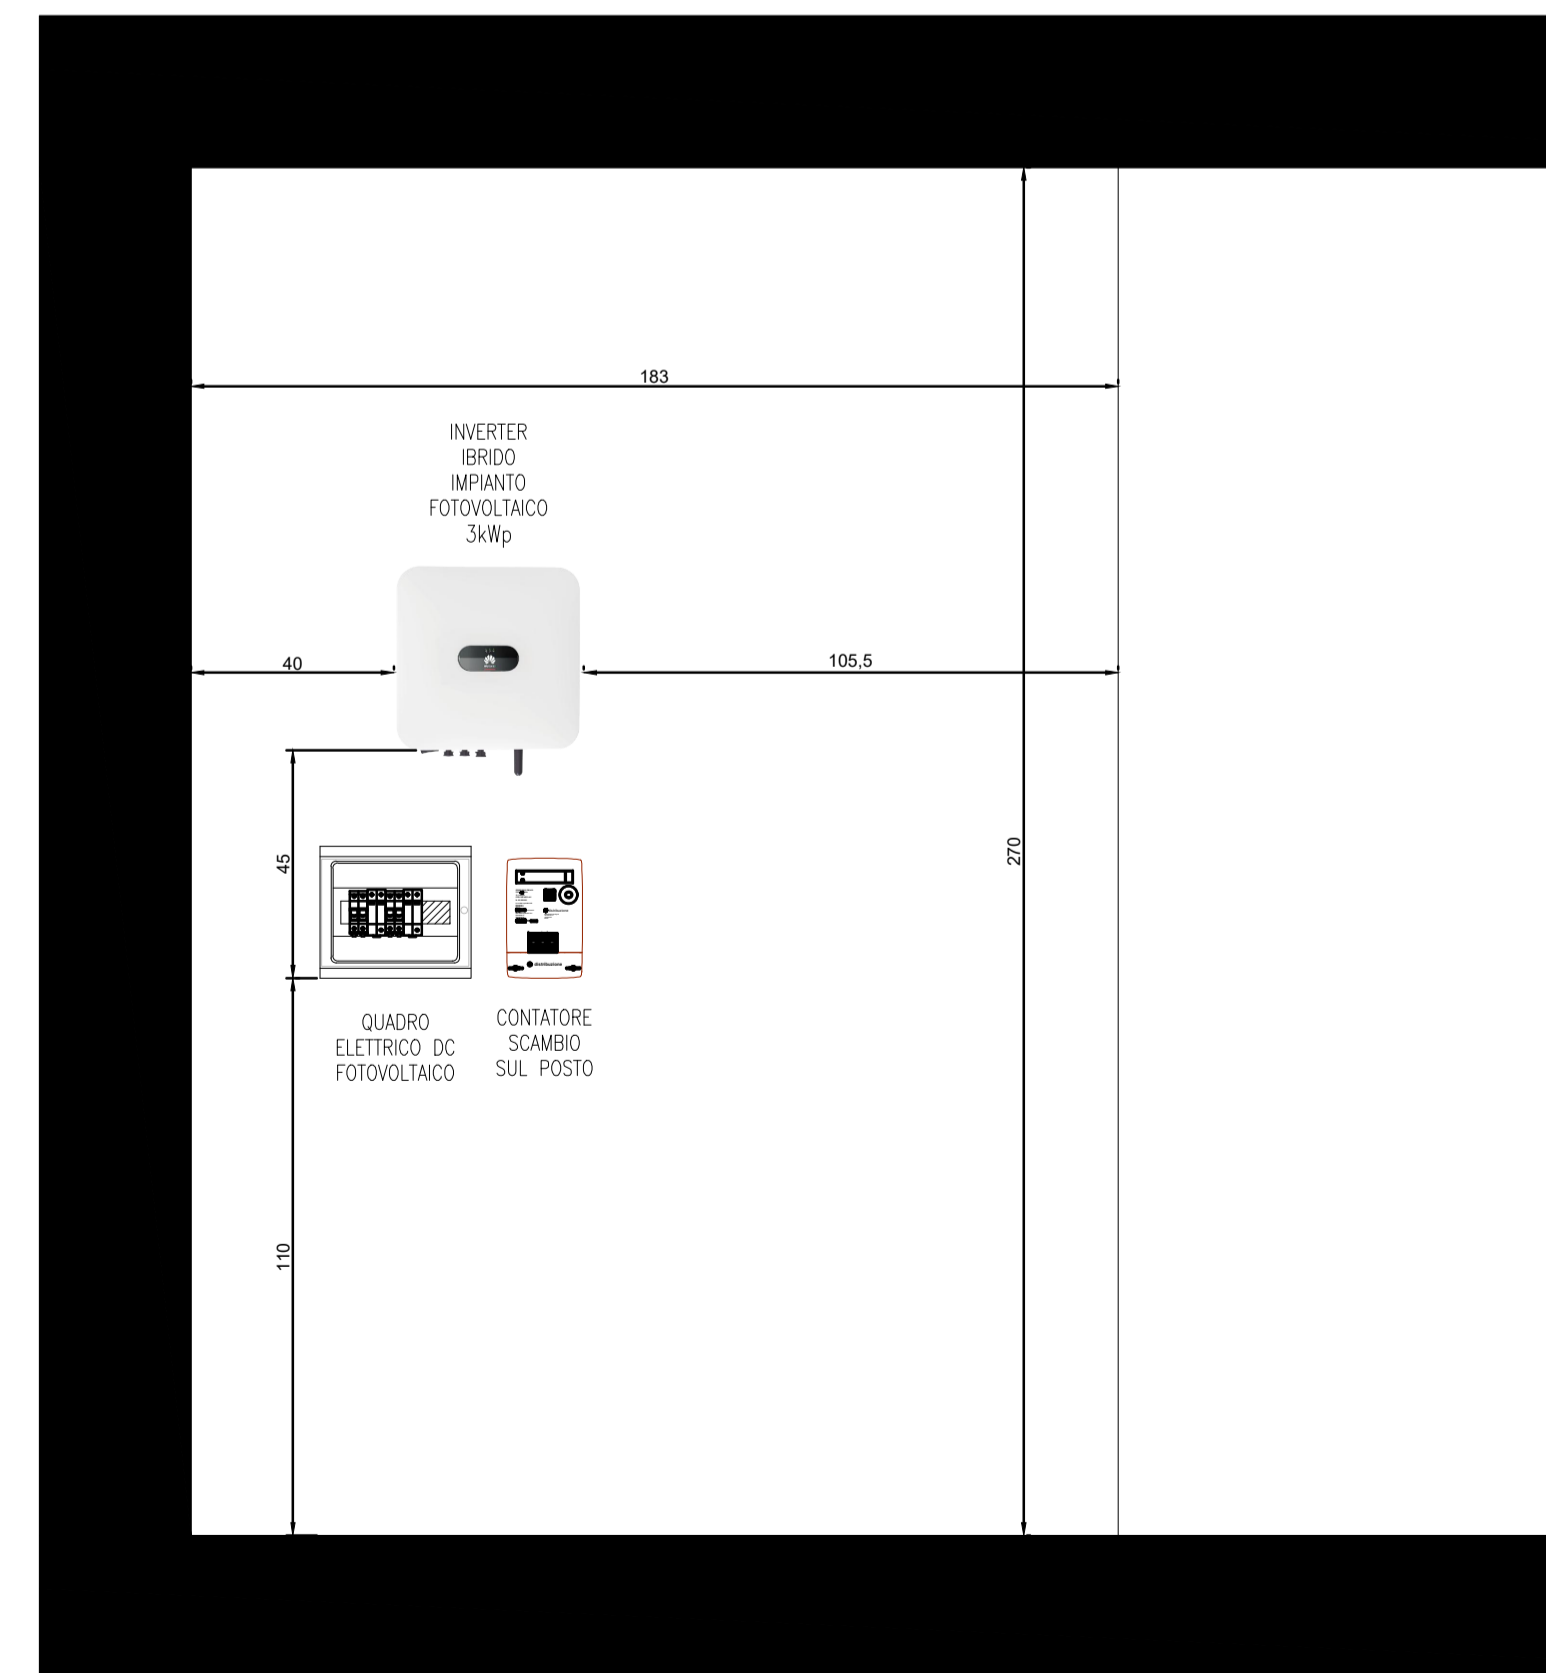 183
INVERTER
IBRIDO
IMPIANTO
FOTOVOLTAICO
3kWp
40
105,5
45
270
distribuzione
QUADRO
ELETTRICO DC
FOTOVOLTAICO
CONTATORE
SCAMBIO
SUL POSTO
110